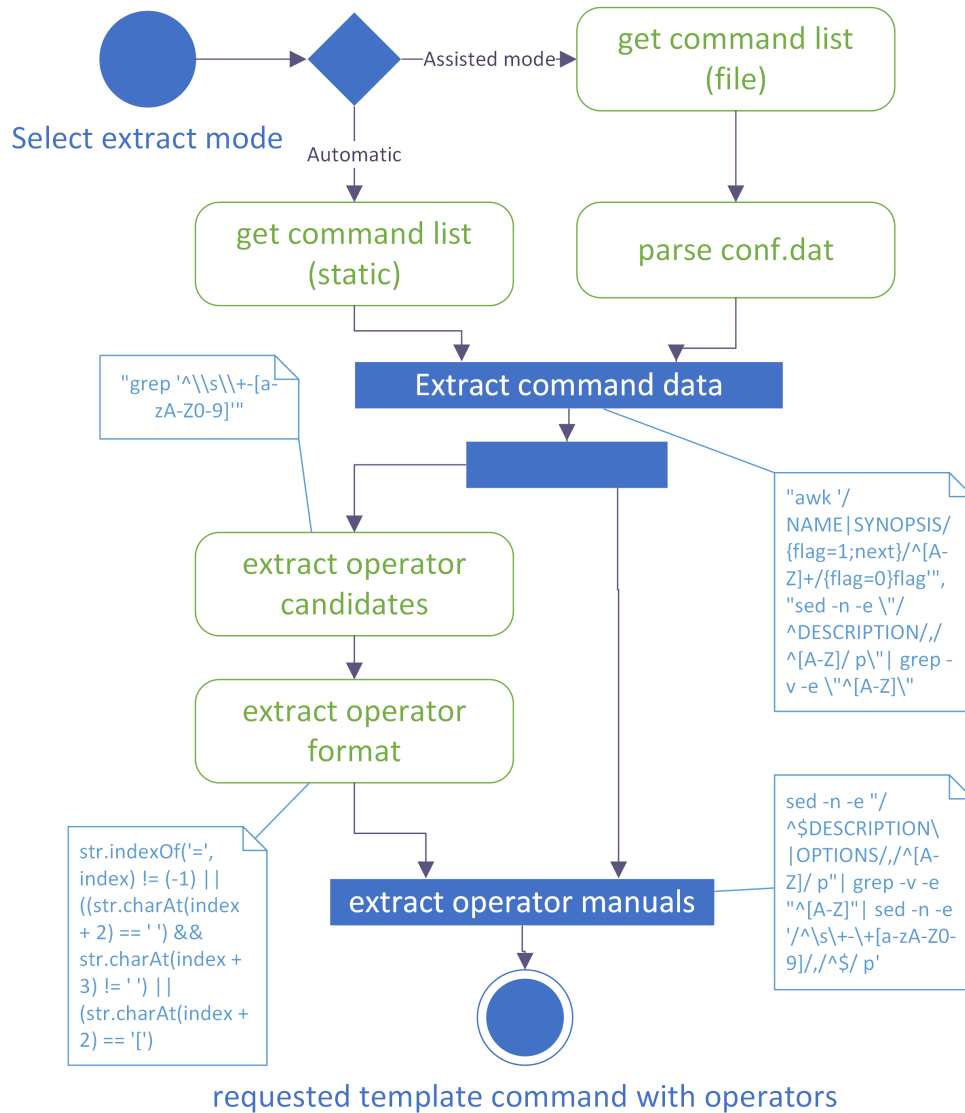 get command list
(file)
Assisted mode
Select extract mode
Automatic
get command list
(static)
parse conf.dat
Extract command data
"grep '^\\s\\+-[a-
zA-Z0-9]'"
"awk '/
NAME|SYNOPSIS/
{flag=1;next}/^[A-
Z]+/{flag=0}flag'",
"sed -n -e \"/
^DESCRIPTION/,/
^[A-Z]/ p\"| grep -
v -e \"^[A-Z]\"
extract operator
candidates
extract operator
format
sed -n -e "/
^$DESCRIPTION\
|OPTIONS/,/^[A-
Z]/ p"| grep -v -e
"^[A-Z]"| sed -n -e
'/^\s\+-\+[a-zA-Z0-
9]/,/^$/ p'
str.indexOf('=',
index) != (-1) ||
((str.charAt(index
+ 2) == ' ') &&
str.charAt(index +
3) != ' ') ||
(str.charAt(index +
2) == '[')
extract operator manuals
requested template command with operators